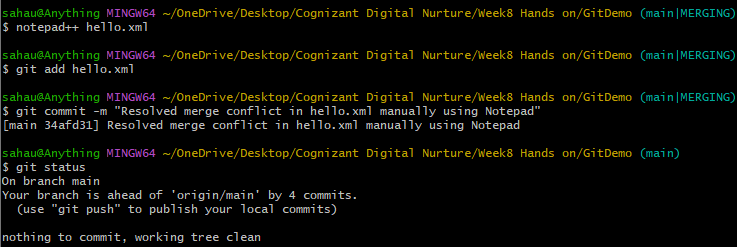 sahau@Anything MINGW64 ~/OneDrive/Desktop/Cognizant Digital Nurture/Week8 Hands on/GitDemo (main|MERGING)
$ notepad++ hello.xml
sahau@Anything MINGW64 ~/OneDrive/Desktop/Cognizant Digital Nurture/Week8 Hands on/GitDemo (main|MERGING)
$ git add hello.xml
sahau@Anything MINGW64 ~/OneDrive/Desktop/Cognizant Digital Nurture/Week8 Hands on/GitDemo (main|MERGING)
$ git commit -m "Resolved merge conflict in hello.xml manually using Notepad"
[main 34afd31] Resolved merge conflict in hello.xml manually using Notepad
sahau@Anything MINGW64 ~/OneDrive/Desktop/Cognizant Digital Nurture/Week8 Hands on/GitDemo (main)
$ git status
On branch main
Your branch is ahead of 'origin/main' by 4 commits.
  (use "git push" to publish your local commits)
nothing to commit, working tree clean